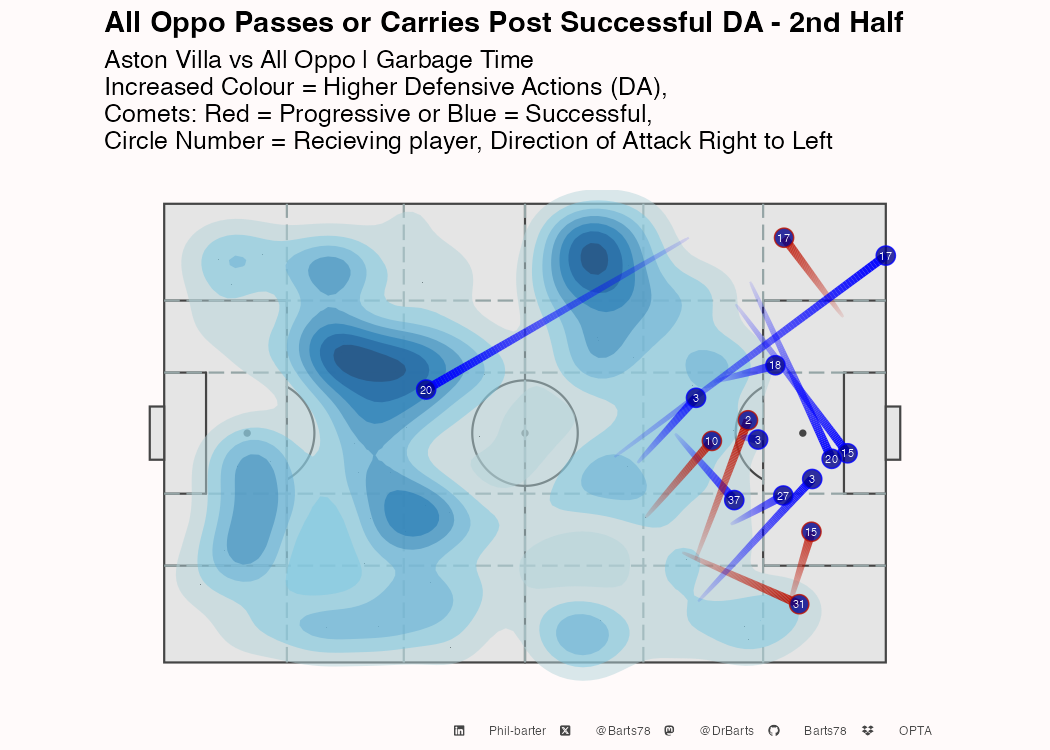 All Oppo Passes or Carries Post Successful DA - 2nd Half
Aston Villa vs All Oppo l Garbage Time
Increased Colour = Higher Defensive Actions (DA),
Comets: Red = Progressive or Blue = Successful,
Circle Number = Recieving player, Direction of Attack Right to Left
17
17
18
20
3
2
10
3
20
15
3
37
27
15
31
Phil-barter @Barts78 @DrBarts Barts78 OPTA